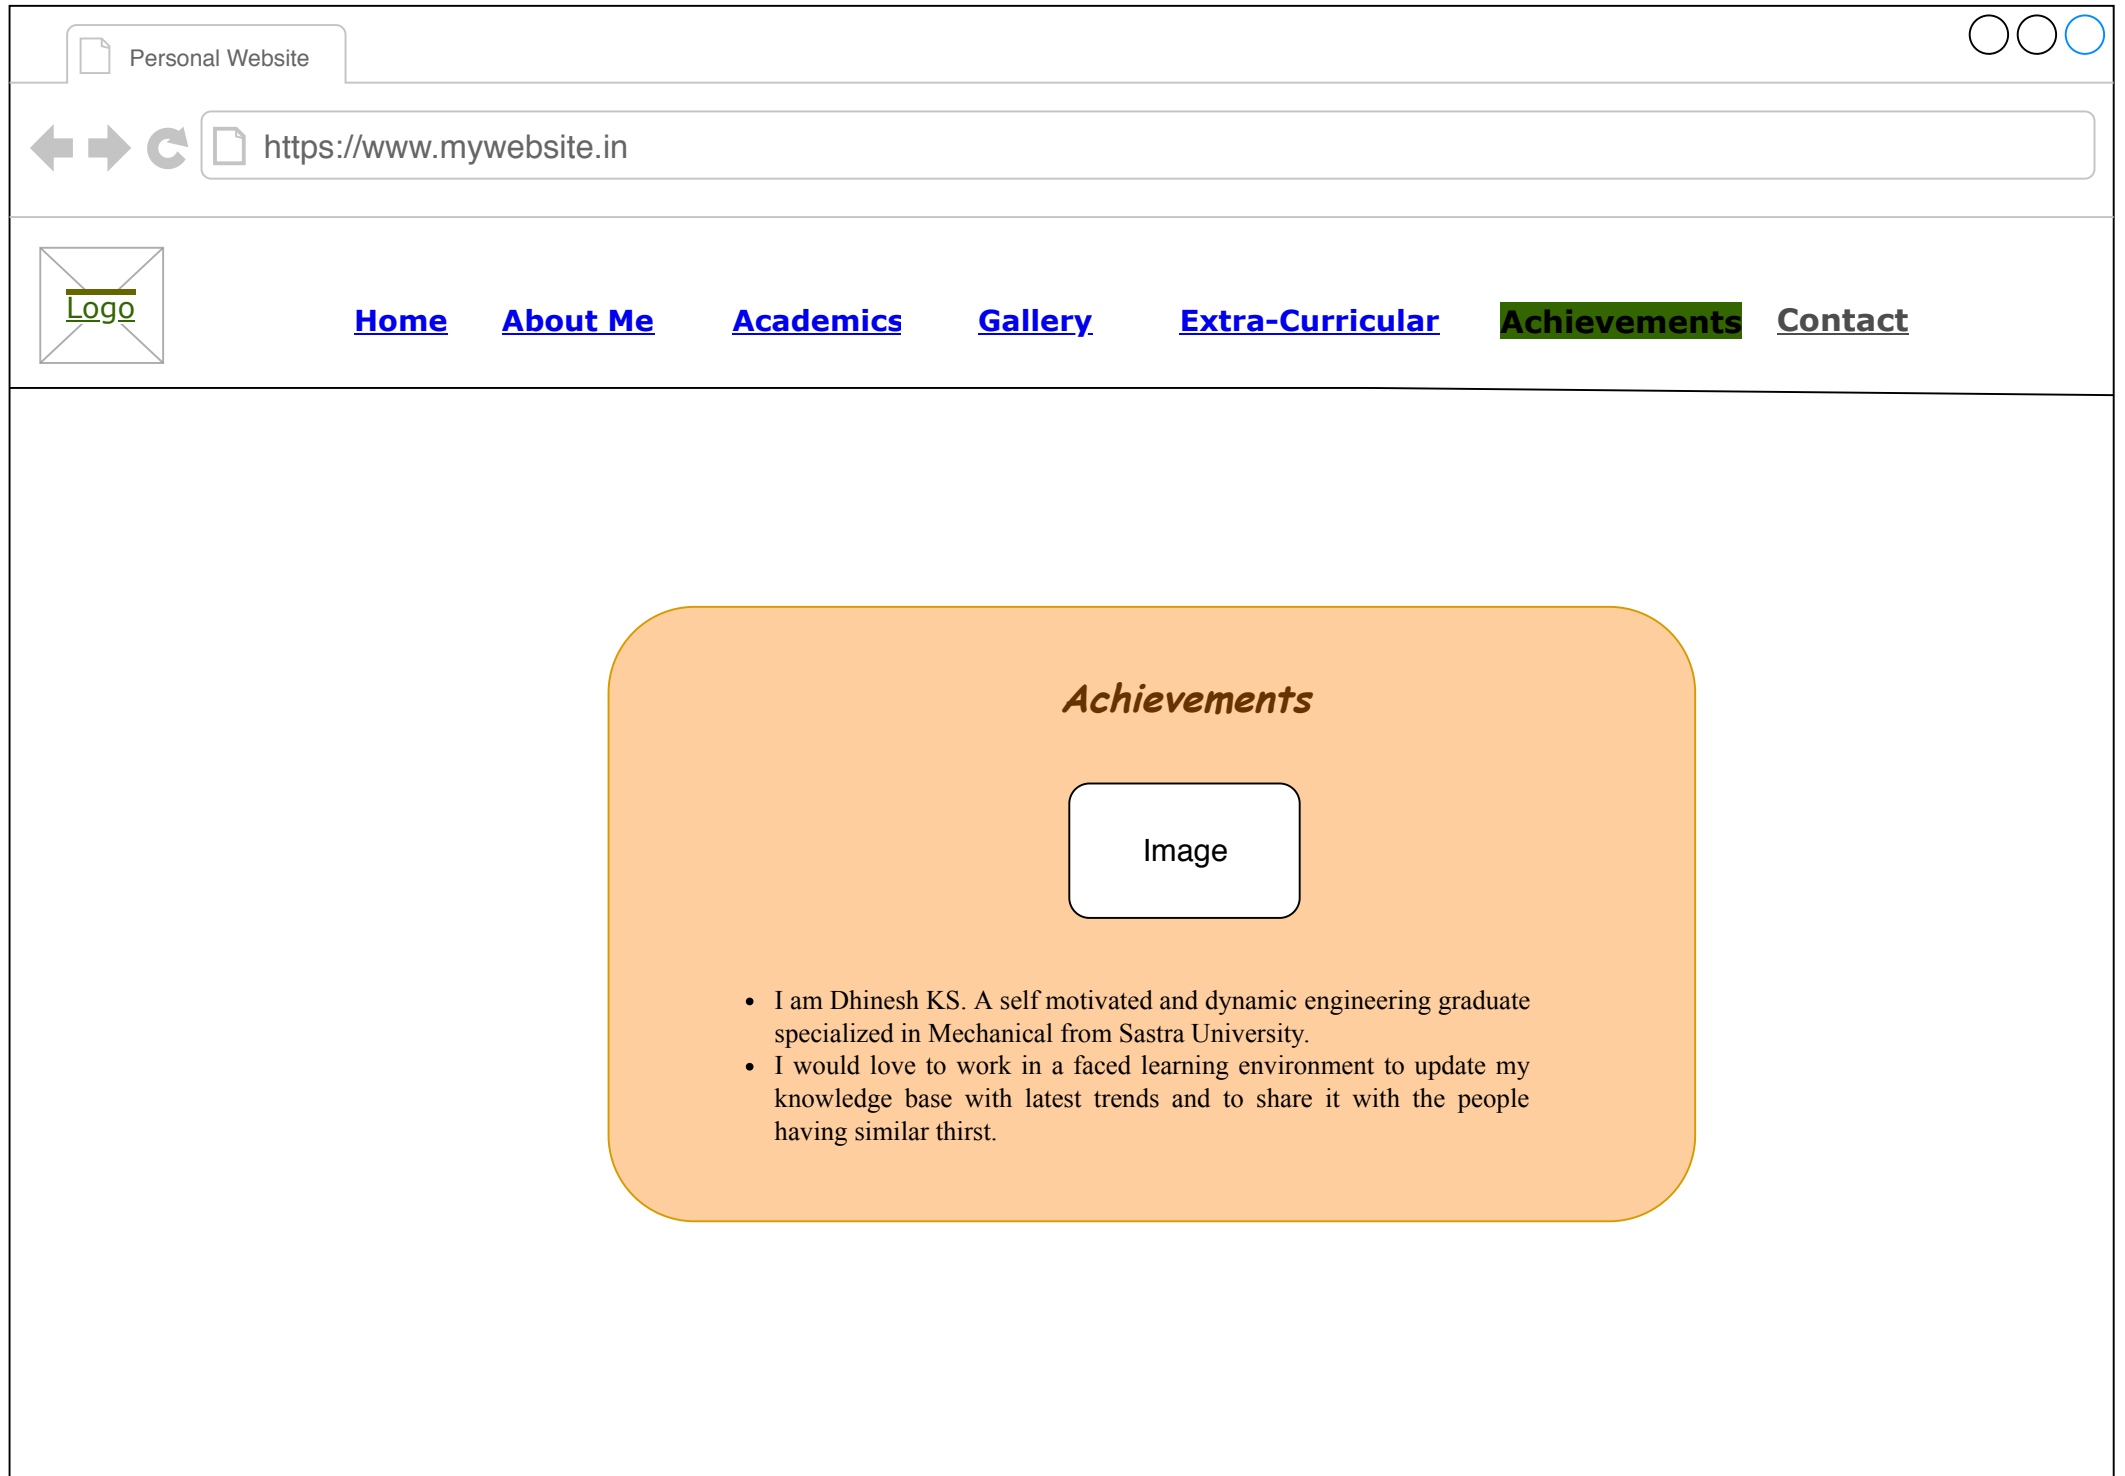 Personal Website
https://www.mywebsite.in
Logo
Home About Me Academics Gallery Extra-Curricular Achievements Contact
Achievements
Image
• I am Dhinesh KS. A self motivated and dynamic engineering graduate
specialized in Mechanical from Sastra University.
• I would love to work in a faced learning environment to update my
knowledge base with latest trends and to share it with the people
having similar thirst.